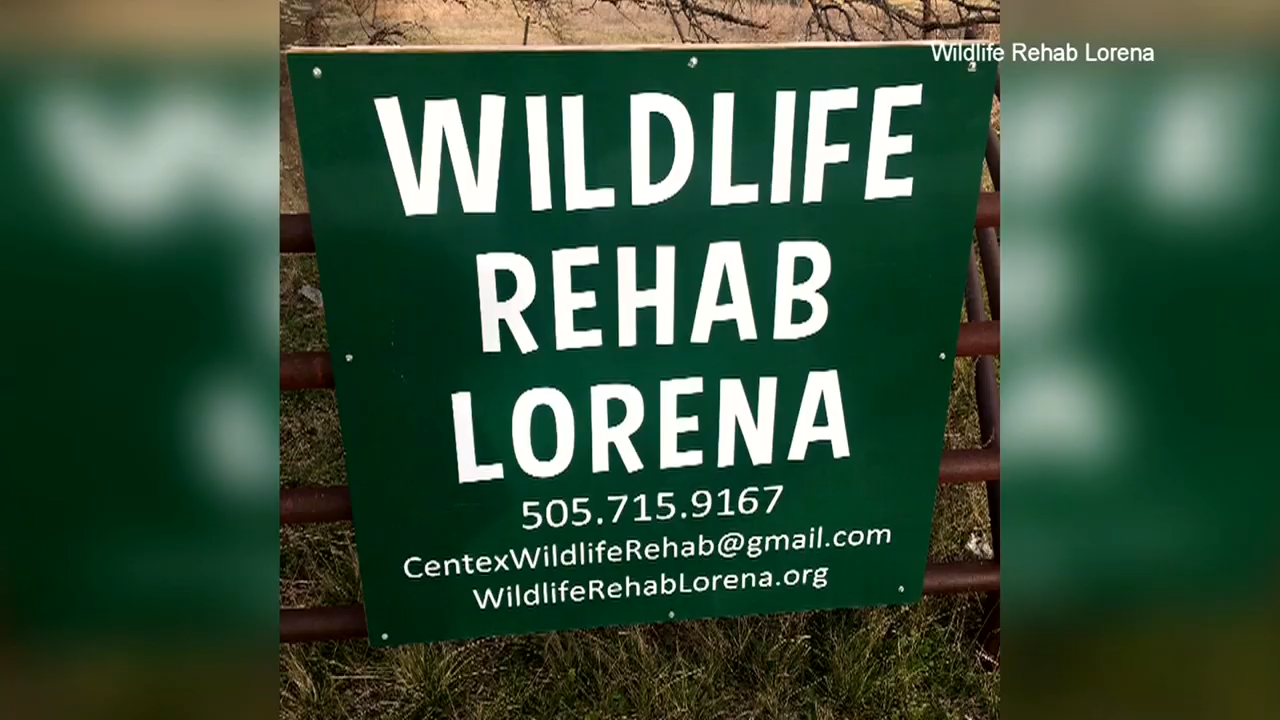 Wildlife Rehab Lorena
WILDLIFE
REHAB
LORENA
505.715.9167
CentexWildlifeRehab@gmail.com
WildlifeRehabLorena.org